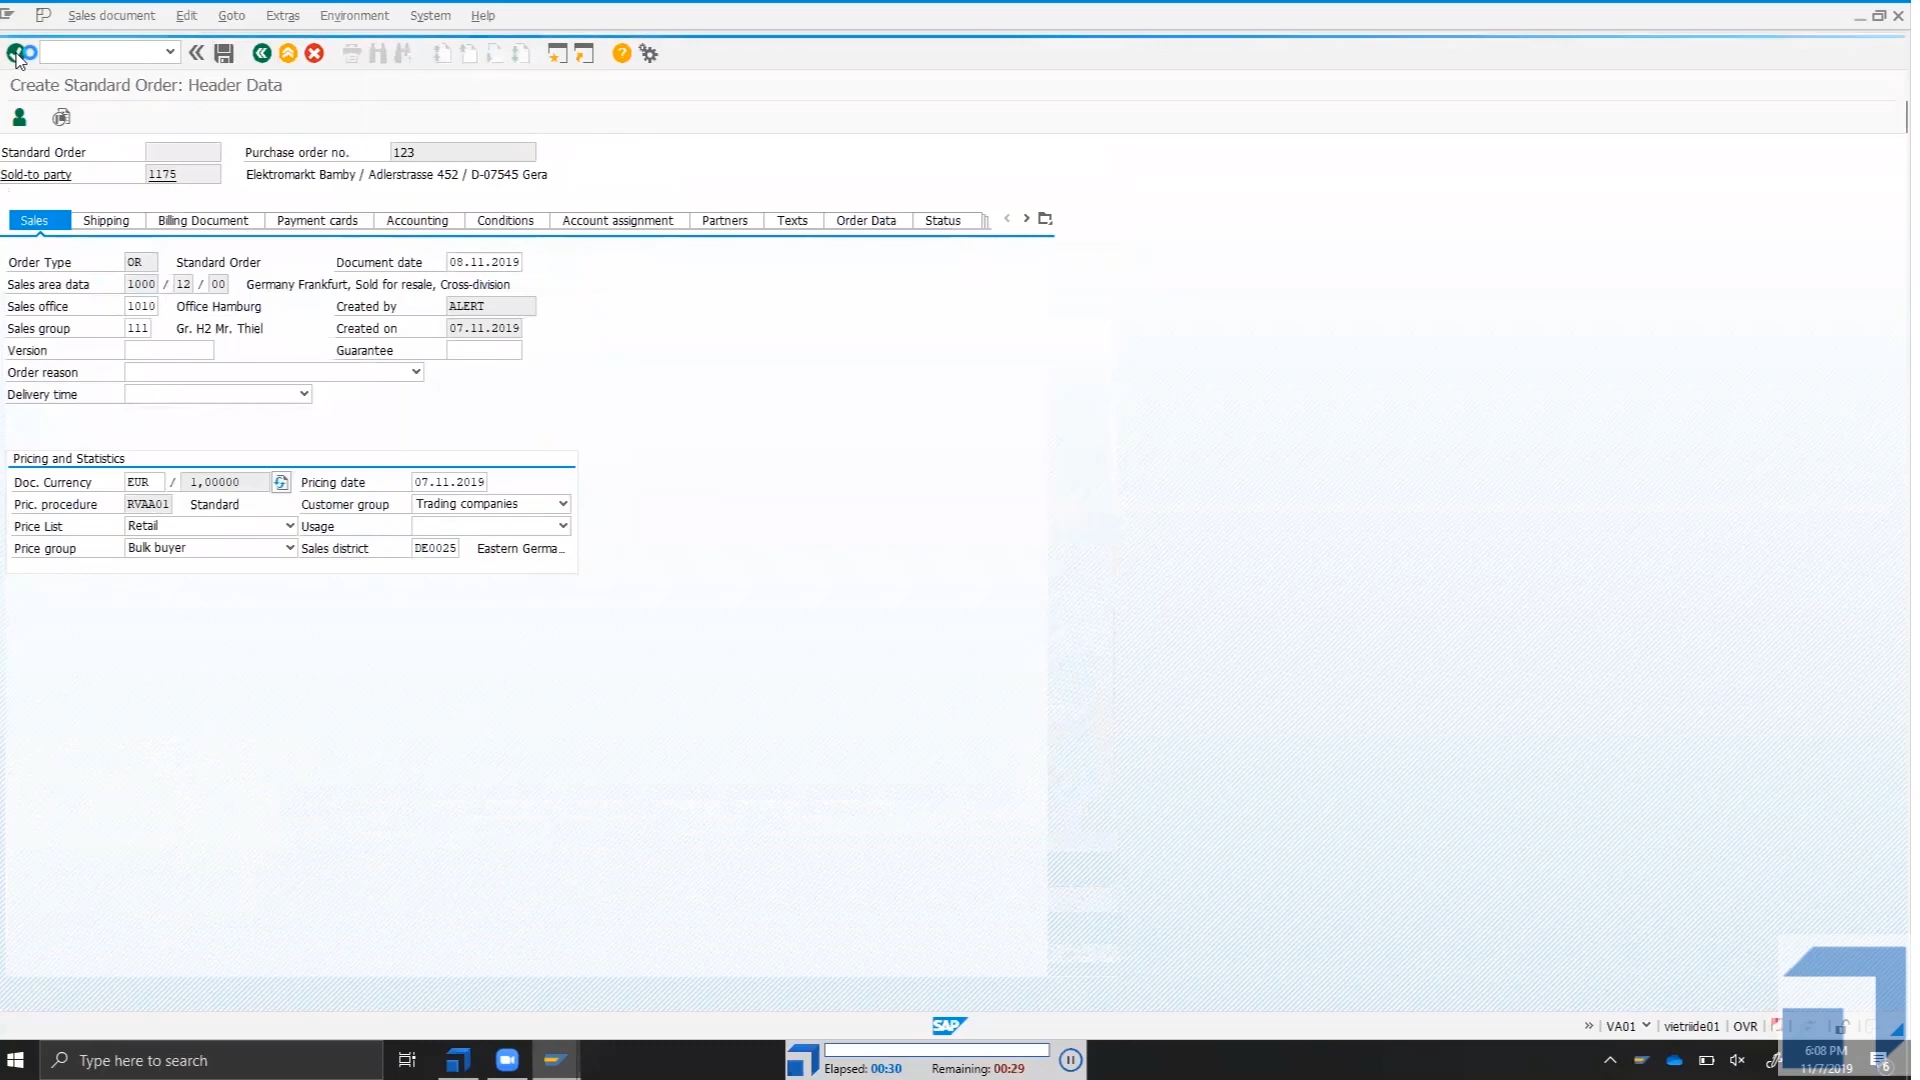 Sales document Edit Goto Extras Environment System Help
Create Standard Order: Header Data
Standard Order Purchase order no. 123
Sold-to party 1175 Elektromarkt Bamby / Adlerstrasse 452 / D-07545 Gera
Sales Shipping Billing Document Payment cards Accounting Conditions Account assignment Partners Texts Order Data Status
Order Type OR Standard Order Document date 08.11.2019
Sales area data 1000 / 12 / 00 Germany Frankfurt, Sold for resale, Cross-division
Sales office 1010 Office Hamburg Created by ALERT
Sales group 111 Gr. H2 Mr. Thiel Created on 07.11.2019
Version Guarantee
Order reason
Delivery time
Pricing and Statistics
Doc. Currency EUR / 1,00000 Pricing date 07.11.2019
Pric. procedure RVAA01 Standard Customer group Trading companies
Price List Retail Usage
Price group Bulk buyer Sales district DE0025 Eastern Germa...
SAP VA01 vietriide01 OVR
Type here to search
Elapsed: 00:30 Remaining: 00:29
6:08 PM
11/7/2019
6